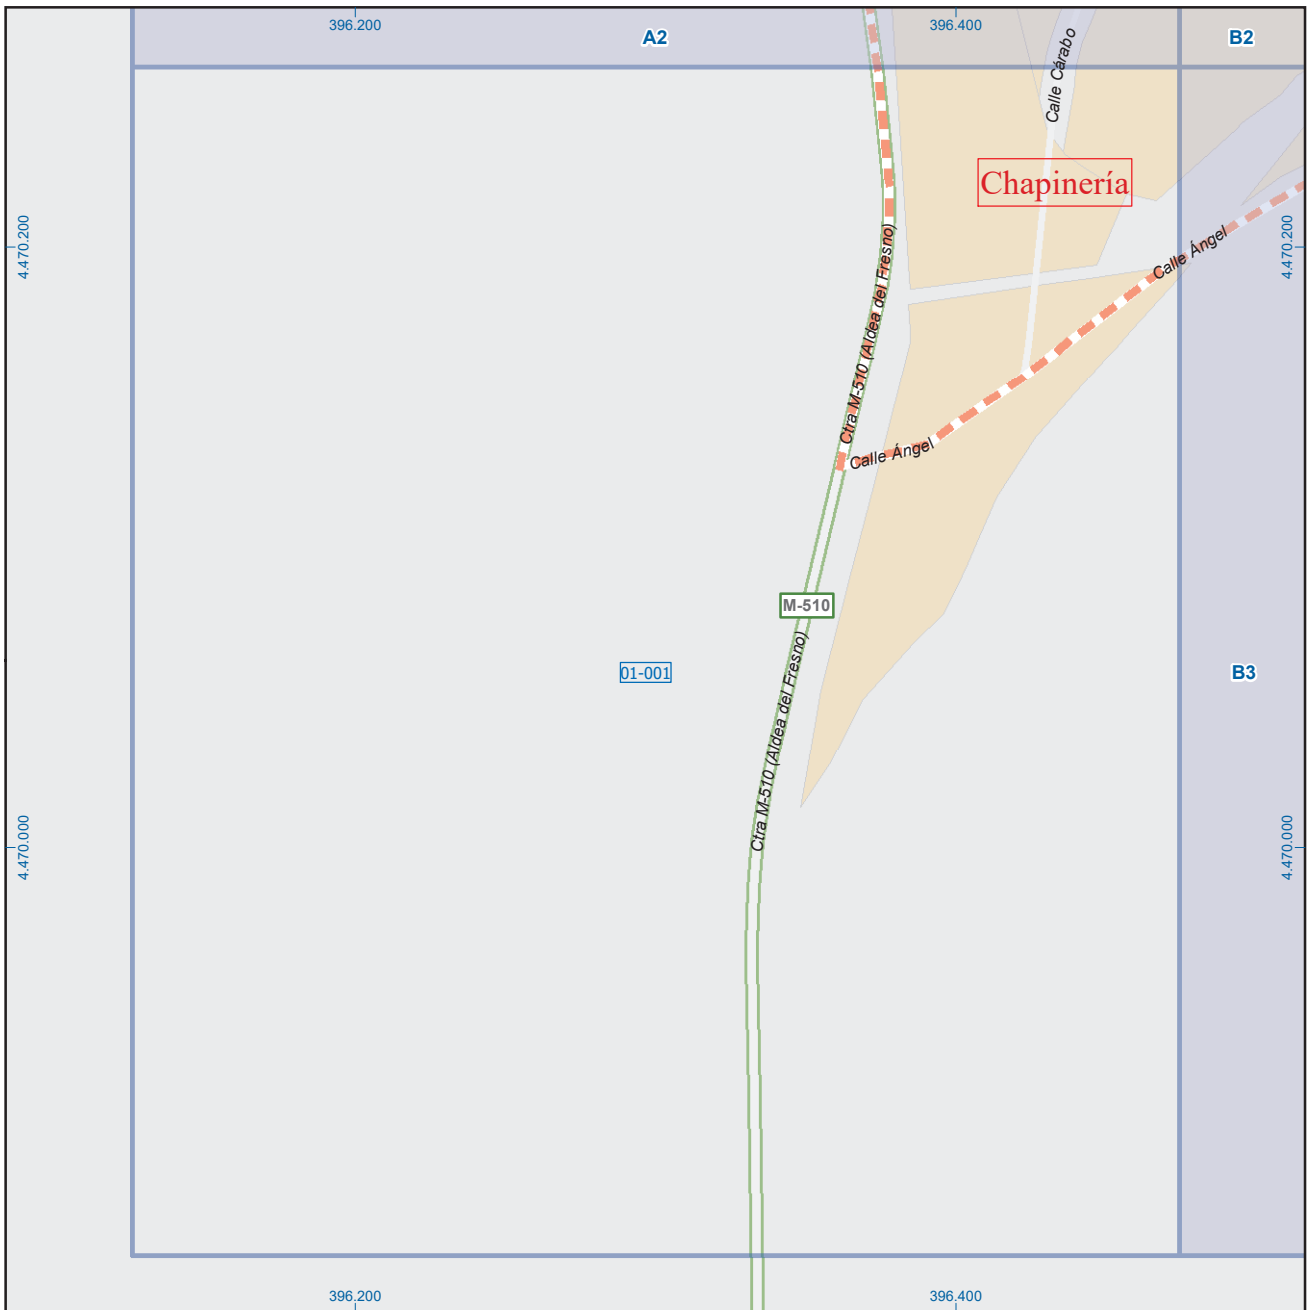 396.200
396.400
A2
B2
Calle Cárabo
Chapinería
4.470.200
4.470.200
Calle Ángel
Ctra M-510 (Aldea del Fresno)
Calle Ángel
M-510
01-001
B3
Ctra M-510 (Aldea del Fresno)
4.470.000
4.470.000
396.200
396.400